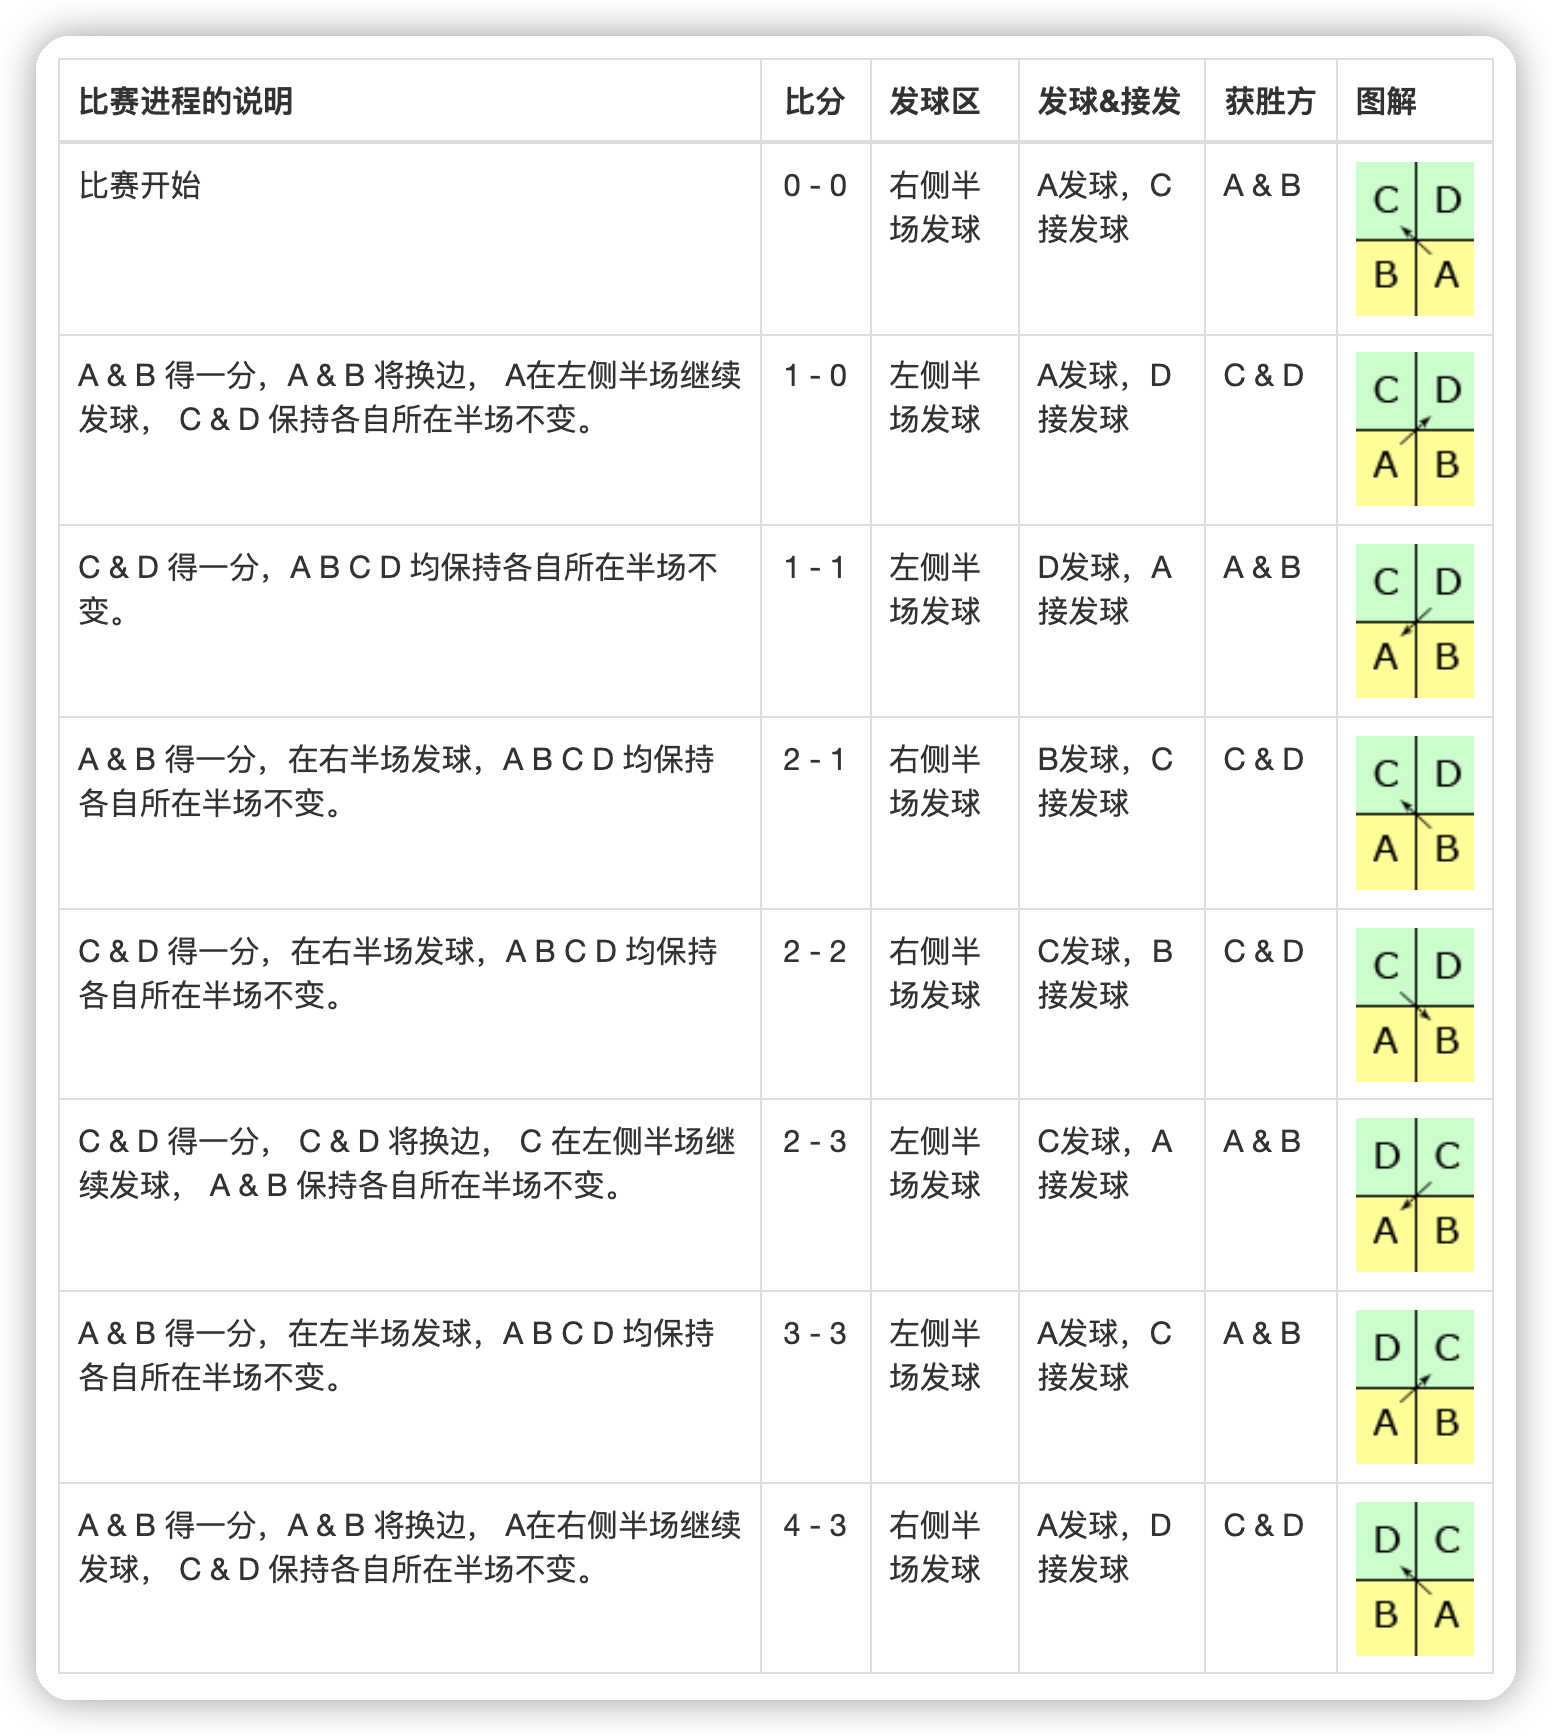 比赛进程的说明 比分 发球区 发球&接发 获胜方 图解
比赛开始 0 - 0 右侧半 A发球，C A & B
场发球 接发球
C D
B A
A & B 得一分，A & B 将换边， A在左侧半场继续 1 - 0 左侧半 A发球，D C & D
发球， C & D 保持各自所在半场不变。 场发球 接发球
C D
A B
C & D 得一分，A B C D 均保持各自所在半场不 1 - 1 左侧半 D发球，A A & B
变。 场发球 接发球
C D
A B
A & B 得一分，在右半场发球，A B C D 均保持 2 - 1 右侧半 B发球，C C & D
各自所在半场不变。 场发球 接发球
C D
A B
C & D 得一分，在右半场发球，A B C D 均保持 2 - 2 右侧半 C发球，B C & D
各自所在半场不变。 场发球 接发球
C D
A B
C & D 得一分， C & D 将换边， C 在左侧半场继 2 - 3 左侧半 C发球，A A & B
续发球， A & B 保持各自所在半场不变。 场发球 接发球
D C
A B
A & B 得一分，在左半场发球，A B C D 均保持 3 - 3 左侧半 A发球，C A & B
各自所在半场不变。 场发球 接发球
D C
A B
A & B 得一分，A & B 将换边， A在右侧半场继续 4 - 3 右侧半 A发球，D C & D
发球， C & D 保持各自所在半场不变。 场发球 接发球
D C
B A